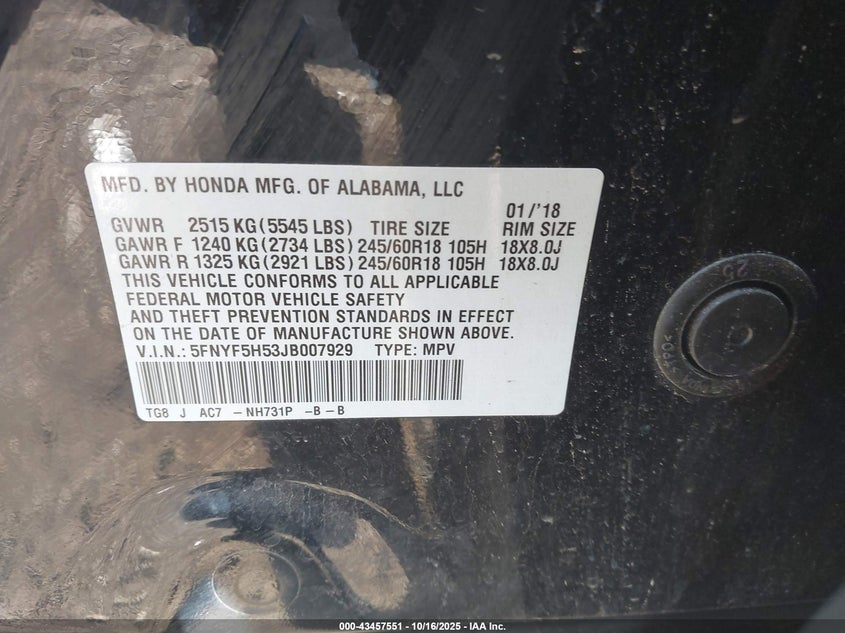 MFD. BY HONDA MFG. OF ALABAMA, LLC
01/'18
GVWR 2515 KG (5545 LBS) TIRE SIZE RIM SIZE
GAWR F 1240 KG (2734 LBS) 245/60R18 105H 18X8.0J
GAWR R 1325 KG (2921 LBS) 245/60R18 105H 18X8.0J
THIS VEHICLE CONFORMS TO ALL APPLICABLE
FEDERAL MOTOR VEHICLE SAFETY
AND THEFT PREVENTION STANDARDS IN EFFECT
ON THE DATE OF MANUFACTURE SHOWN ABOVE.
V.I.N.: 5FNYF5H53JB007929 TYPE: MPV
TG8 J AC7 - NH731P -B - B
25
000-43457551 - 10/16/2025 - IAA Inc.